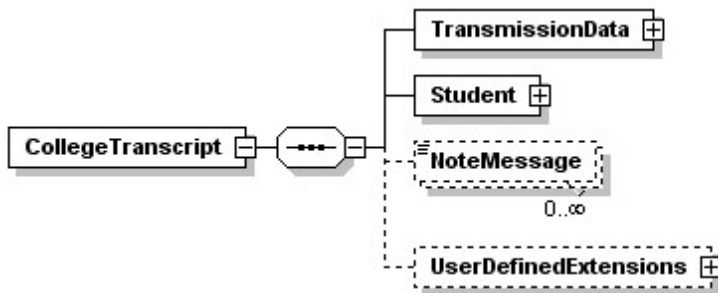 TransmissionData
Student
CollegeTranscript
NoteMessage
0..∞
UserDefinedExtensions